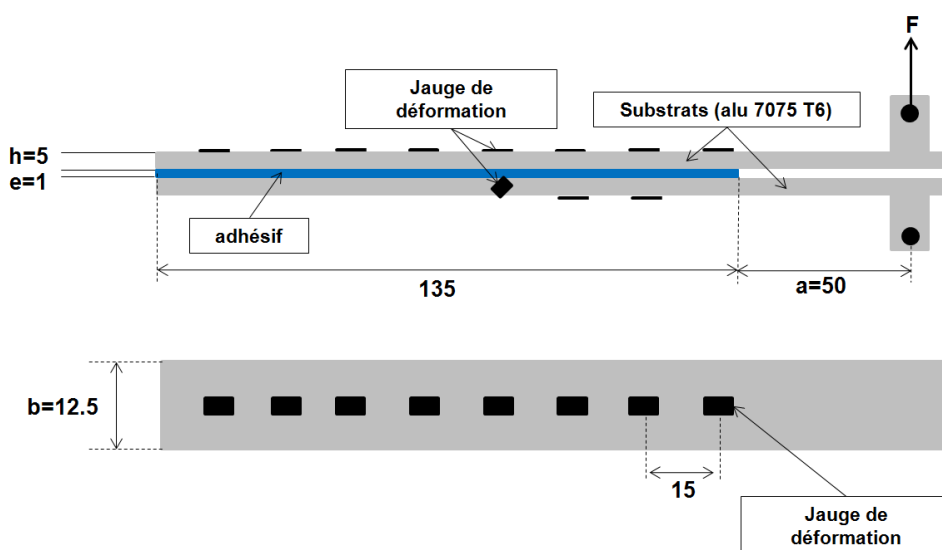 F
Jauge de
déformation
Substrats (alu 7075 T6)
h=5
e=1
adhésif
135
a=50
b=12.5
15
Jauge de
déformation